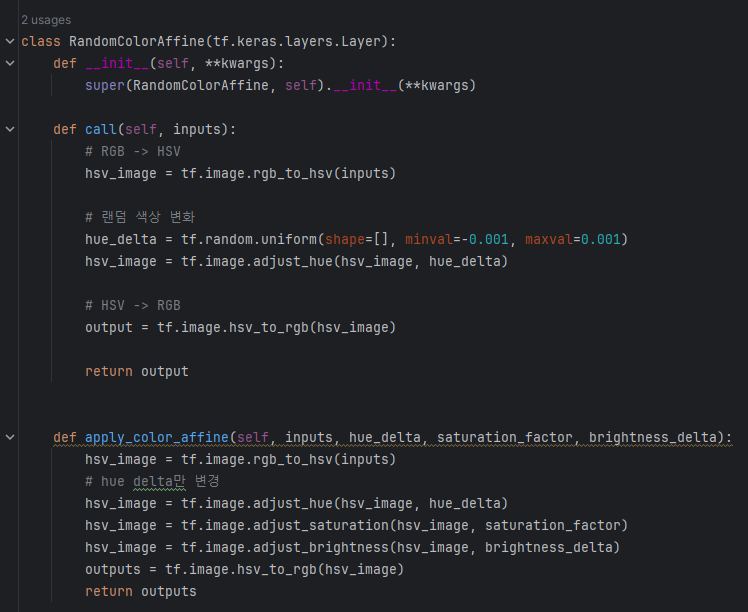 2 usages
class RandomColorAffine(tf.keras.layers.Layer):
    def __init__(self, **kwargs):
        super(RandomColorAffine, self).__init__(**kwargs)
    def call(self, inputs):
        # RGB -> HSV
        hsv_image = tf.image.rgb_to_hsv(inputs)
        # 랜덤 색상 변화
        hue_delta = tf.random.uniform(shape=[], minval=-0.001, maxval=0.001)
        hsv_image = tf.image.adjust_hue(hsv_image, hue_delta)
        # HSV -> RGB
        output = tf.image.hsv_to_rgb(hsv_image)
        return output
    def apply_color_affine(self, inputs, hue_delta, saturation_factor, brightness_delta):
        hsv_image = tf.image.rgb_to_hsv(inputs)
        # hue delta만 변경
        hsv_image = tf.image.adjust_hue(hsv_image, hue_delta)
        hsv_image = tf.image.adjust_saturation(hsv_image, saturation_factor)
        hsv_image = tf.image.adjust_brightness(hsv_image, brightness_delta)
        outputs = tf.image.hsv_to_rgb(hsv_image)
        return outputs